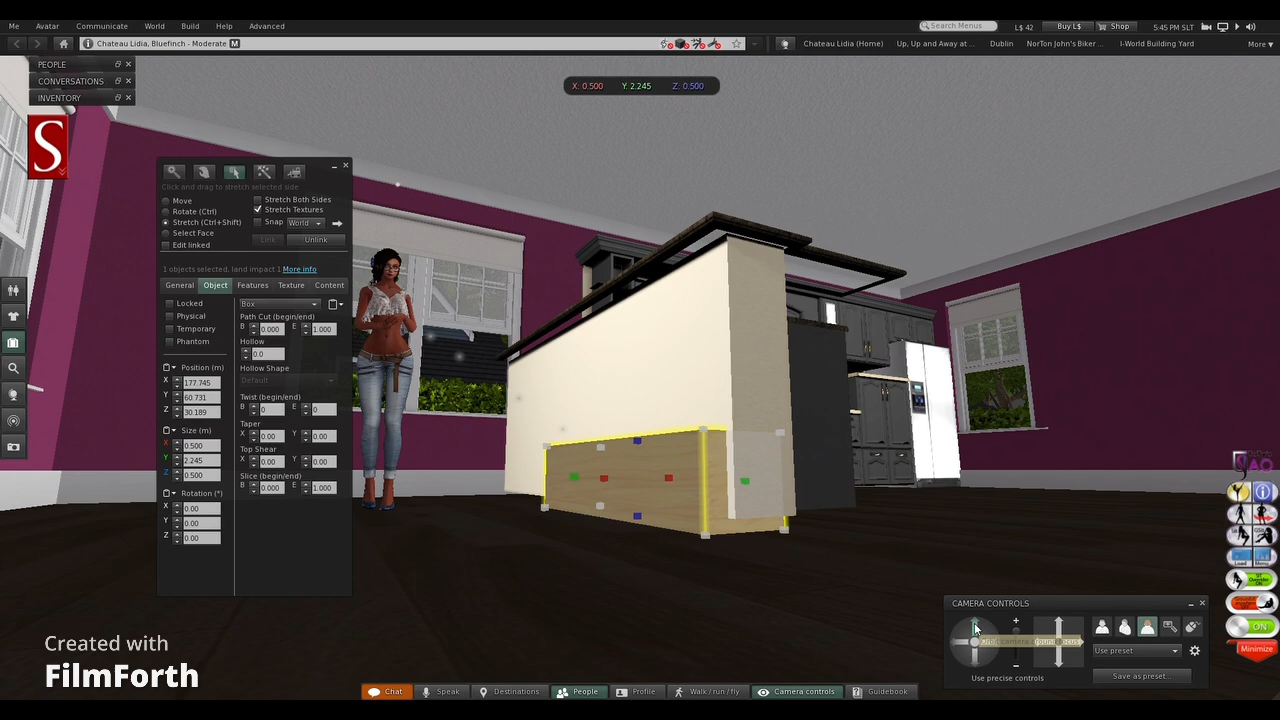 Me Avatar Communicate World Build Help Advanced
Search Menus
L$ 42
Buy L$
Shop
5:45 PM SLT
Chateau Lidia, Bluefinch - Moderate M
Chateau Lidia (Home) Up, Up and Away at ... Dublin NorTon John's Biker ... I-World Building Yard More ▾
PEOPLE
CONVERSATIONS
INVENTORY
X: 0.500 Y: 2.245 Z: 0.500
S
Click and drag to stretch selected side
Move
Rotate (Ctrl)
Stretch (Ctrl+Shift)
Select Face
Edit linked
Stretch Both Sides
Stretch Textures
Snap World
Link Unlink
1 objects selected, land impact 1 More info
General Object Features Texture Content
Locked
Physical
Temporary
Phantom
Position (m)
X 177.745
Y 60.731
Z 30.189
Size (m)
X 0.500
Y 2.245
Z 0.500
Rotation (°)
X 0.00
Y 0.00
Z 0.00
Box
Path Cut (begin/end)
B 0.000 E 1.000
Hollow
0.0
Hollow Shape
Default
Twist (begin/end)
B 0 E 0
Taper
X 0.00 Y 0.00
Top Shear
X 0.00 Y 0.00
Slice (begin/end)
B 0.000 E 1.000
AO
Load Menu
ON
Minimize
CAMERA CONTROLS
Orbit camera around focus
Use preset
Use precise controls
Save as preset...
Created with
FilmForth
Chat Speak Destinations People Profile Walk / run / fly Camera controls Guidebook